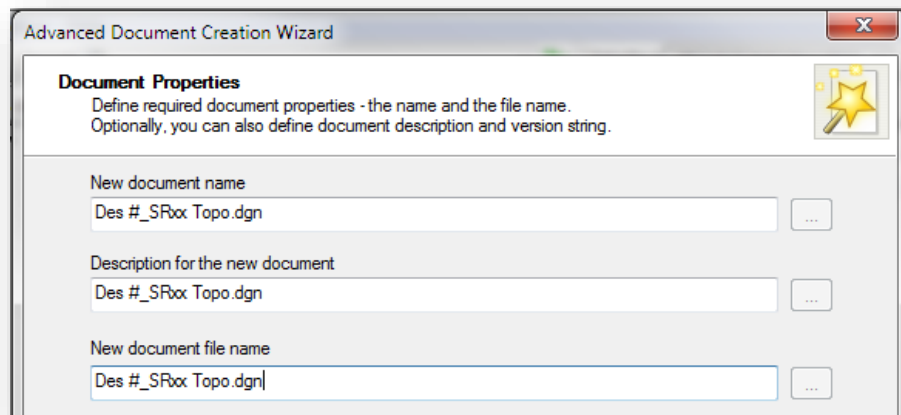 Advanced Document Creation Wizard
X
Document Properties
Define required document properties - the name and the file name.
Optionally, you can also define document description and version string.
New document name
Des #_SRxx Topo.dgn
...
Description for the new document
Des #_SRxx Topo.dgn
...
New document file name
Des #_SRxx Topo.dgn
...